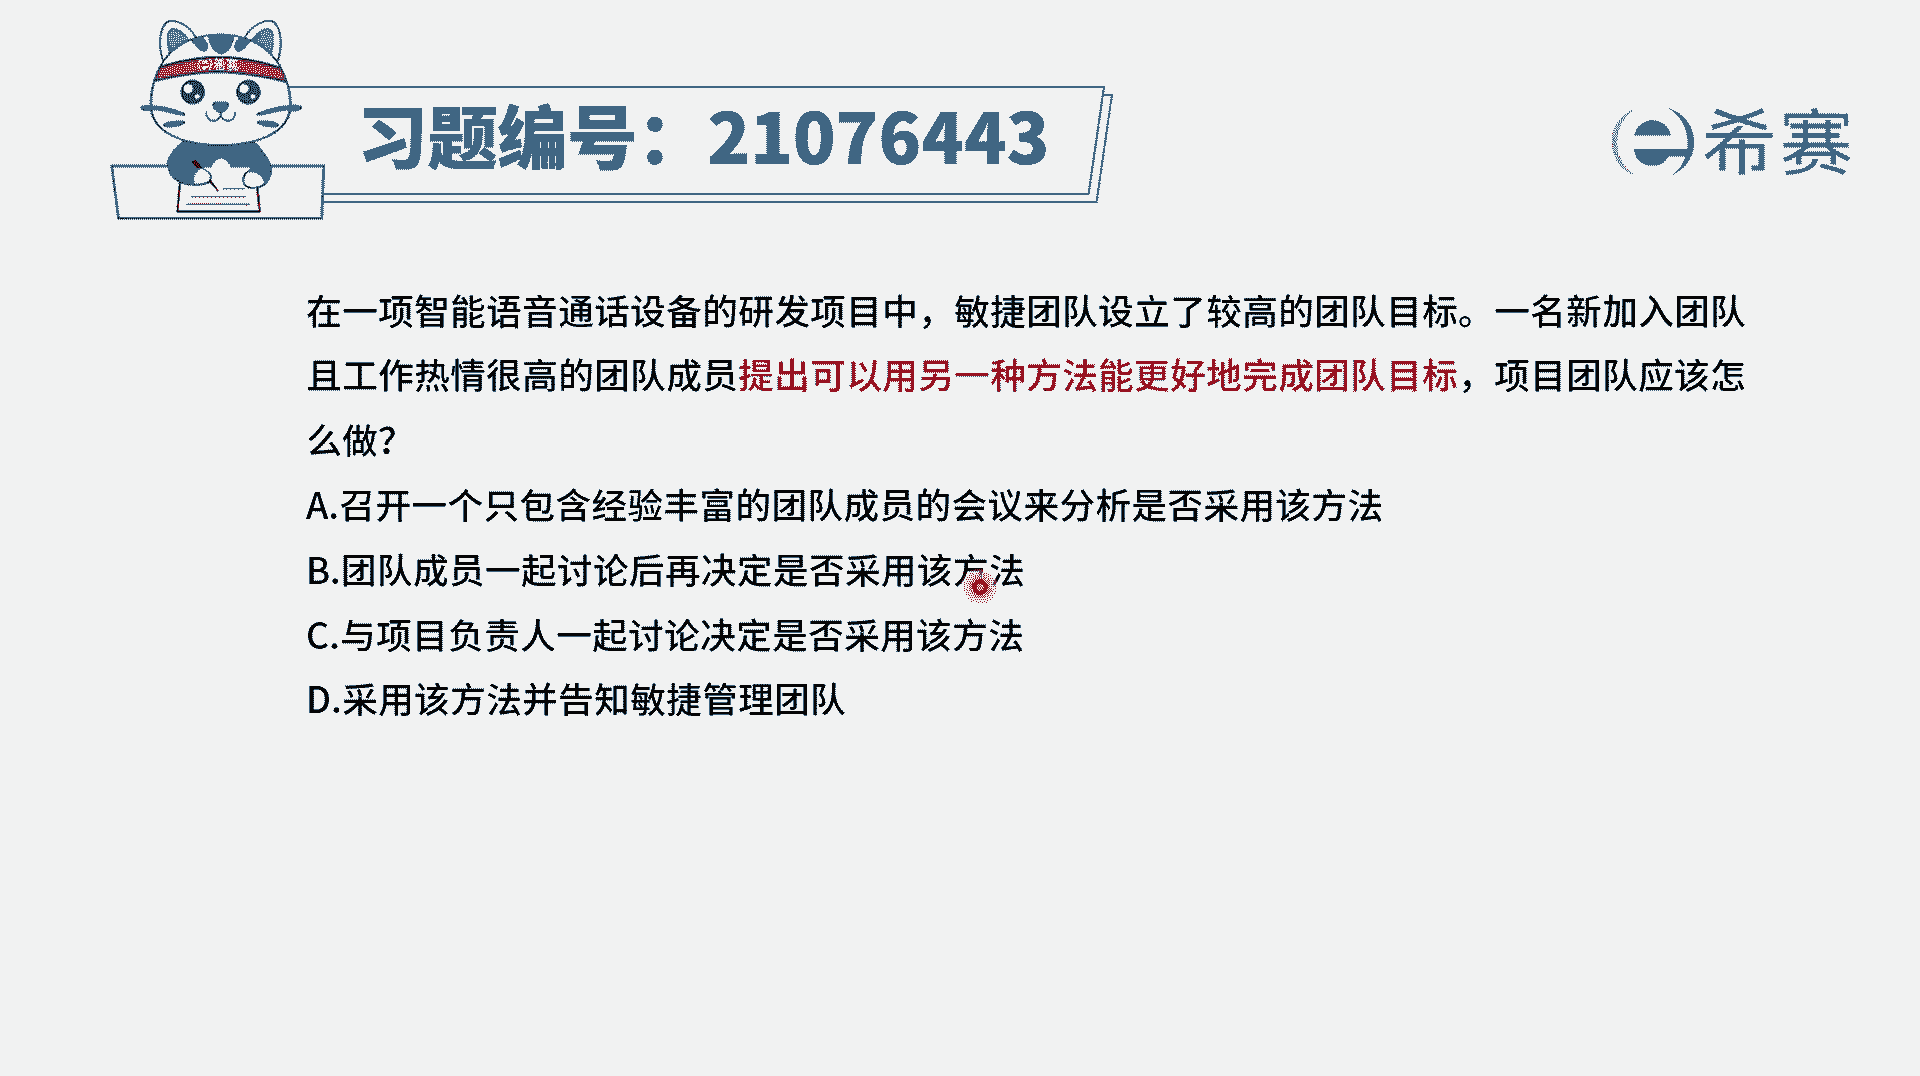 e希赛
习题编号：21076443
e希赛
在一项智能语音通话设备的研发项目中，敏捷团队设立了较高的团队目标。一名新加入团队
且工作热情很高的团队成员提出可以用另一种方法能更好地完成团队目标，项目团队应该怎
么做？
A.召开一个只包含经验丰富的团队成员的会议来分析是否采用该方法
B.团队成员一起讨论后再决定是否采用该方法
C.与项目负责人一起讨论决定是否采用该方法
D.采用该方法并告知敏捷管理团队